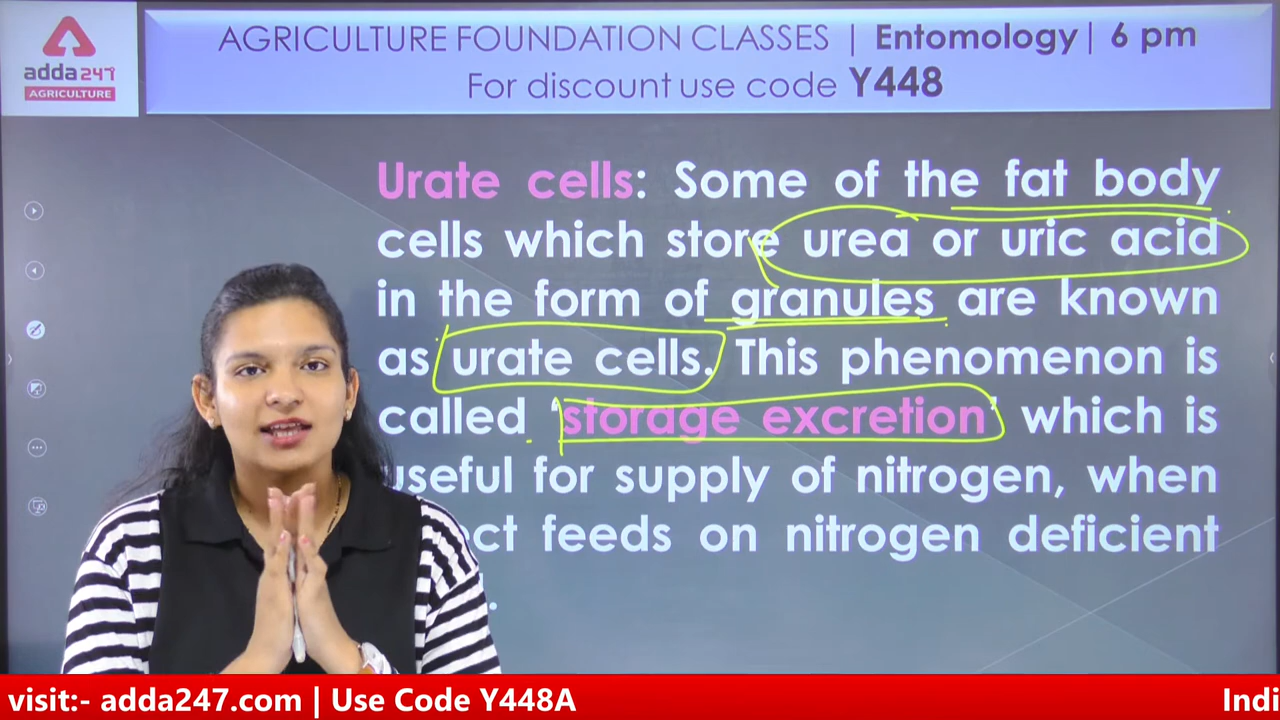 adda247
AGRICULTURE
AGRICULTURE FOUNDATION CLASSES | Entomology| 6 pm
For discount use code Y448
Urate cells: Some of the fat body
cells which store urea or uric acid
in the form of granules are known
as urate cells. This phenomenon is
called 'storage excretion' which is
useful for supply of nitrogen, when
ect feeds on nitrogen deficient
.
visit:- adda247.com | Use Code Y448A
Indi